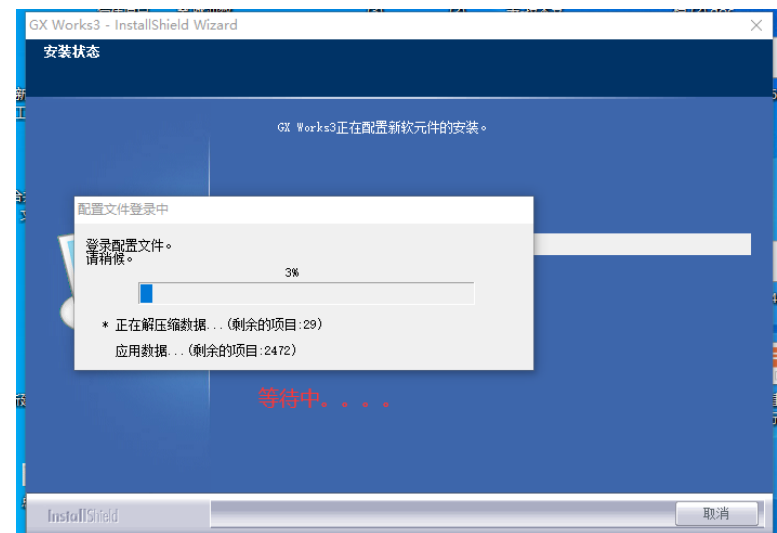 GX Works3 - InstallShield Wizard
安装状态
GX Works3正在配置新软元件的安装。
配置文件登录中
登录配置文件。
请稍候。
3%
* 正在解压缩数据...(剩余的项目:29)
应用数据...(剩余的项目:2472)
等待中。。。。
InstallShield
取消